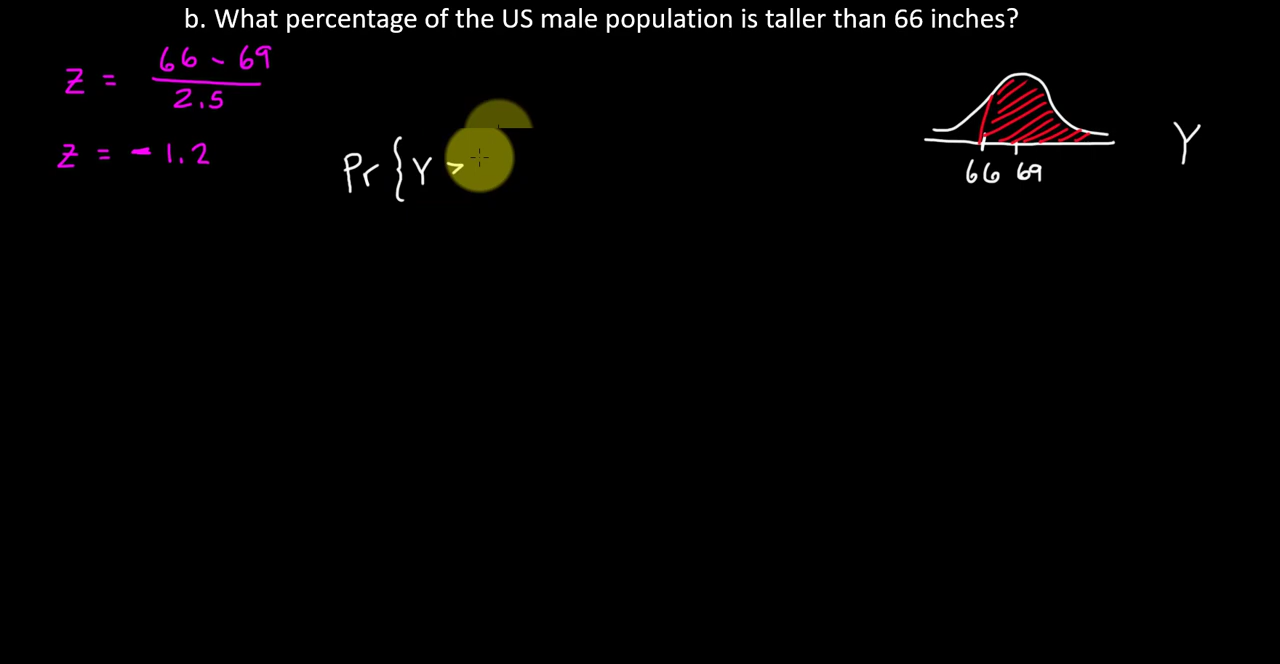 b. What percentage of the US male population is taller than 66 inches?
Z = 66 - 69
2.5
Z = - 1.2
Pr { Y >
66 69
Y